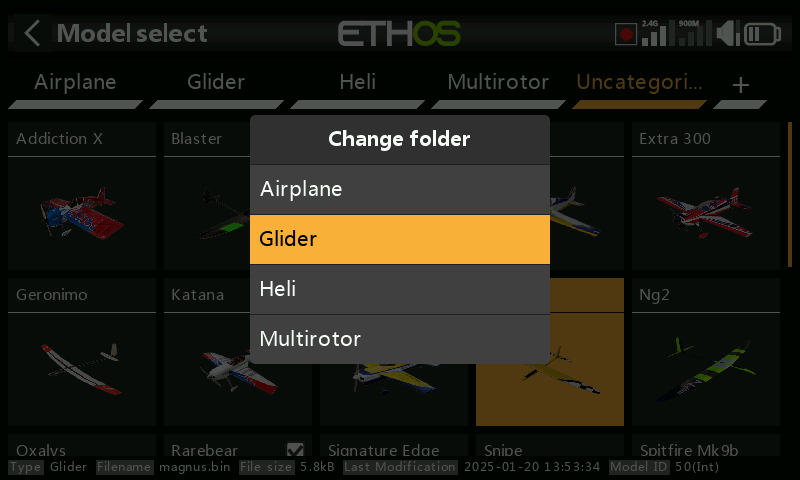 Model select
ETHOS
2.4G
900M
Airplane
Glider
Heli
Multirotor
Uncategori...
+
Addiction X
Blaster
Extra 300
Change folder
Airplane
Glider
Heli
Multirotor
Geronimo
Katana
Ng2
Oxalys
Rarebear
Signature Edge
Snipe
Spitfire Mk9b
Type Glider Filename magnus.bin File size 5.8kB Last Modification 2025-01-20 13:53:34 Model ID 50(Int)